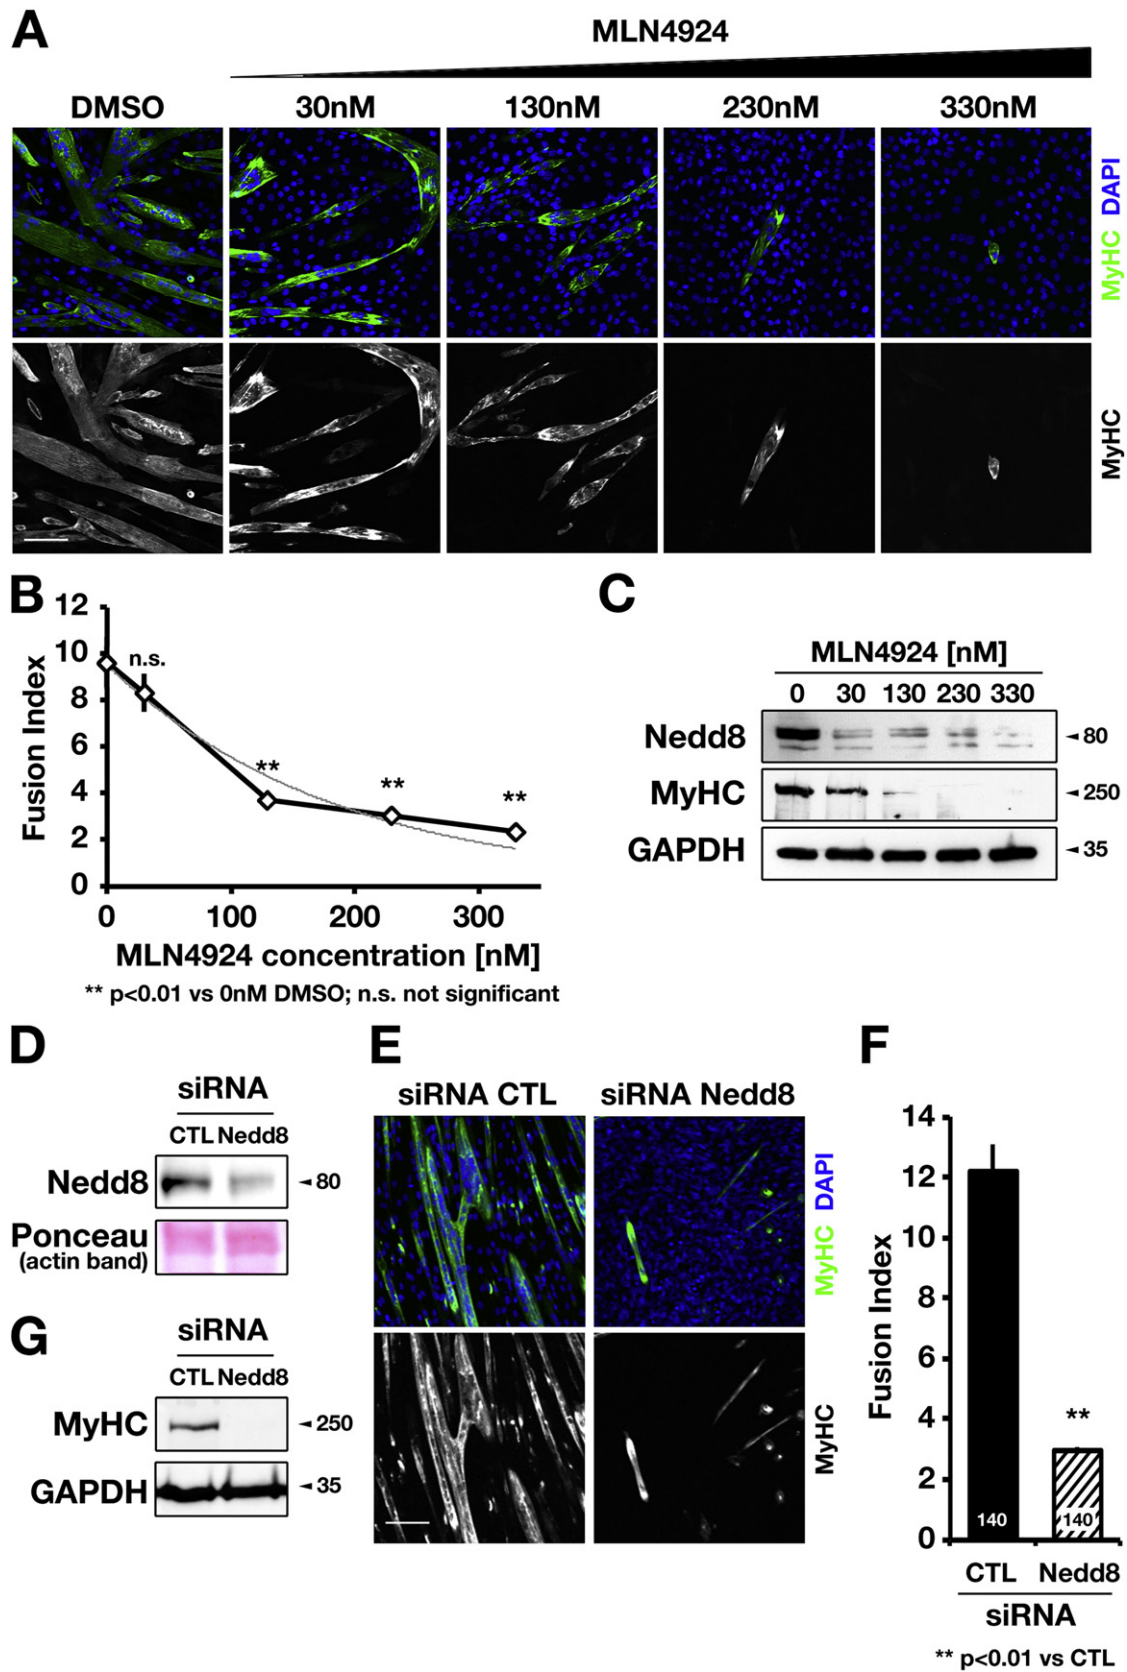 A
MLN4924
DMSO 30nM 130nM 230nM 330nM
MyHC DAPI
MyHC
B
12
10
8
6
4
2
0
Fusion Index
n.s.
**
**
**
0 100 200 300
MLN4924 concentration [nM]
** p<0.01 vs 0nM DMSO; n.s. not significant
C
MLN4924 [nM]
0 30 130 230 330
Nedd8 80
MyHC 250
GAPDH 35
D
siRNA
CTL Nedd8
Nedd8 80
Ponceau
(actin band)
E
siRNA CTL siRNA Nedd8
MyHC DAPI
MyHC
F
14
12
10
8
6
4
2
0
Fusion Index
**
140 140
CTL Nedd8
siRNA
** p<0.01 vs CTL
G
siRNA
CTL Nedd8
MyHC 250
GAPDH 35